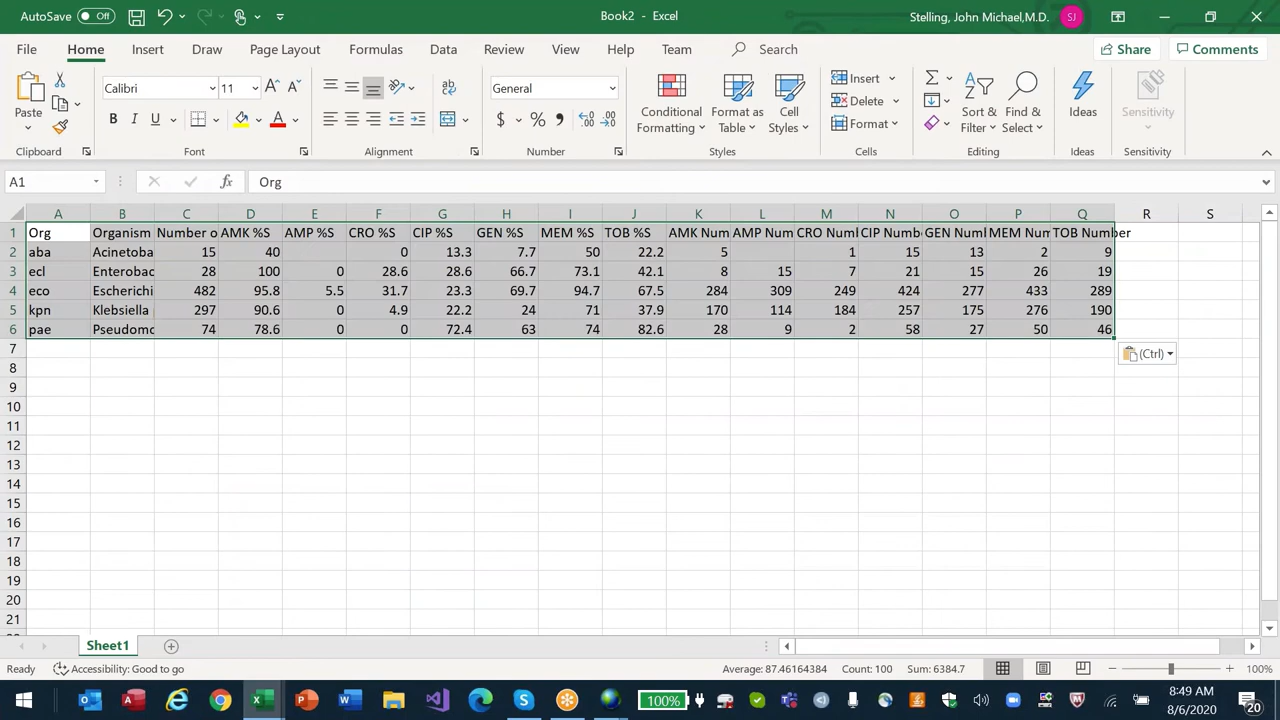 AutoSave Off Book2 - Excel Stelling, John Michael,M.D. SJ
File Home Insert Draw Page Layout Formulas Data Review View Help Team Search Share Comments
Paste Calibri 11 General Conditional Formatting Format as Table Cell Styles Insert Delete Format Sort & Filter Find & Select Ideas Sensitivity
Clipboard Font Alignment Number Styles Cells Editing Ideas Sensitivity
A1 fx Org
A B C D E F G H I J K L M N O P Q R S
1 Org Organism Number o AMK %S AMP %S CRO %S CIP %S GEN %S MEM %S TOB %S AMK Num AMP Num CRO Numl CIP Numbe GEN Numl MEM Num TOB Number
2 aba Acinetoba 15 40 0 13.3 7.7 50 22.2 5 1 15 13 2 9
3 ecl Enterobac 28 100 0 28.6 28.6 66.7 73.1 42.1 8 15 7 21 15 26 19
4 eco Escherichi 482 95.8 5.5 31.7 23.3 69.7 94.7 67.5 284 309 249 424 277 433 289
5 kpn Klebsiella 297 90.6 0 4.9 22.2 24 71 37.9 170 114 184 257 175 276 190
6 pae Pseudomo 74 78.6 0 0 72.4 63 74 82.6 28 9 2 58 27 50 46
7
(Ctrl)
8
9
10
11
12
13
14
15
16
17
18
19
20
21
Sheet1
Ready Accessibility: Good to go Average: 87.46164384 Count: 100 Sum: 6384.7 100%
100% 8:49 AM
8/6/2020 20